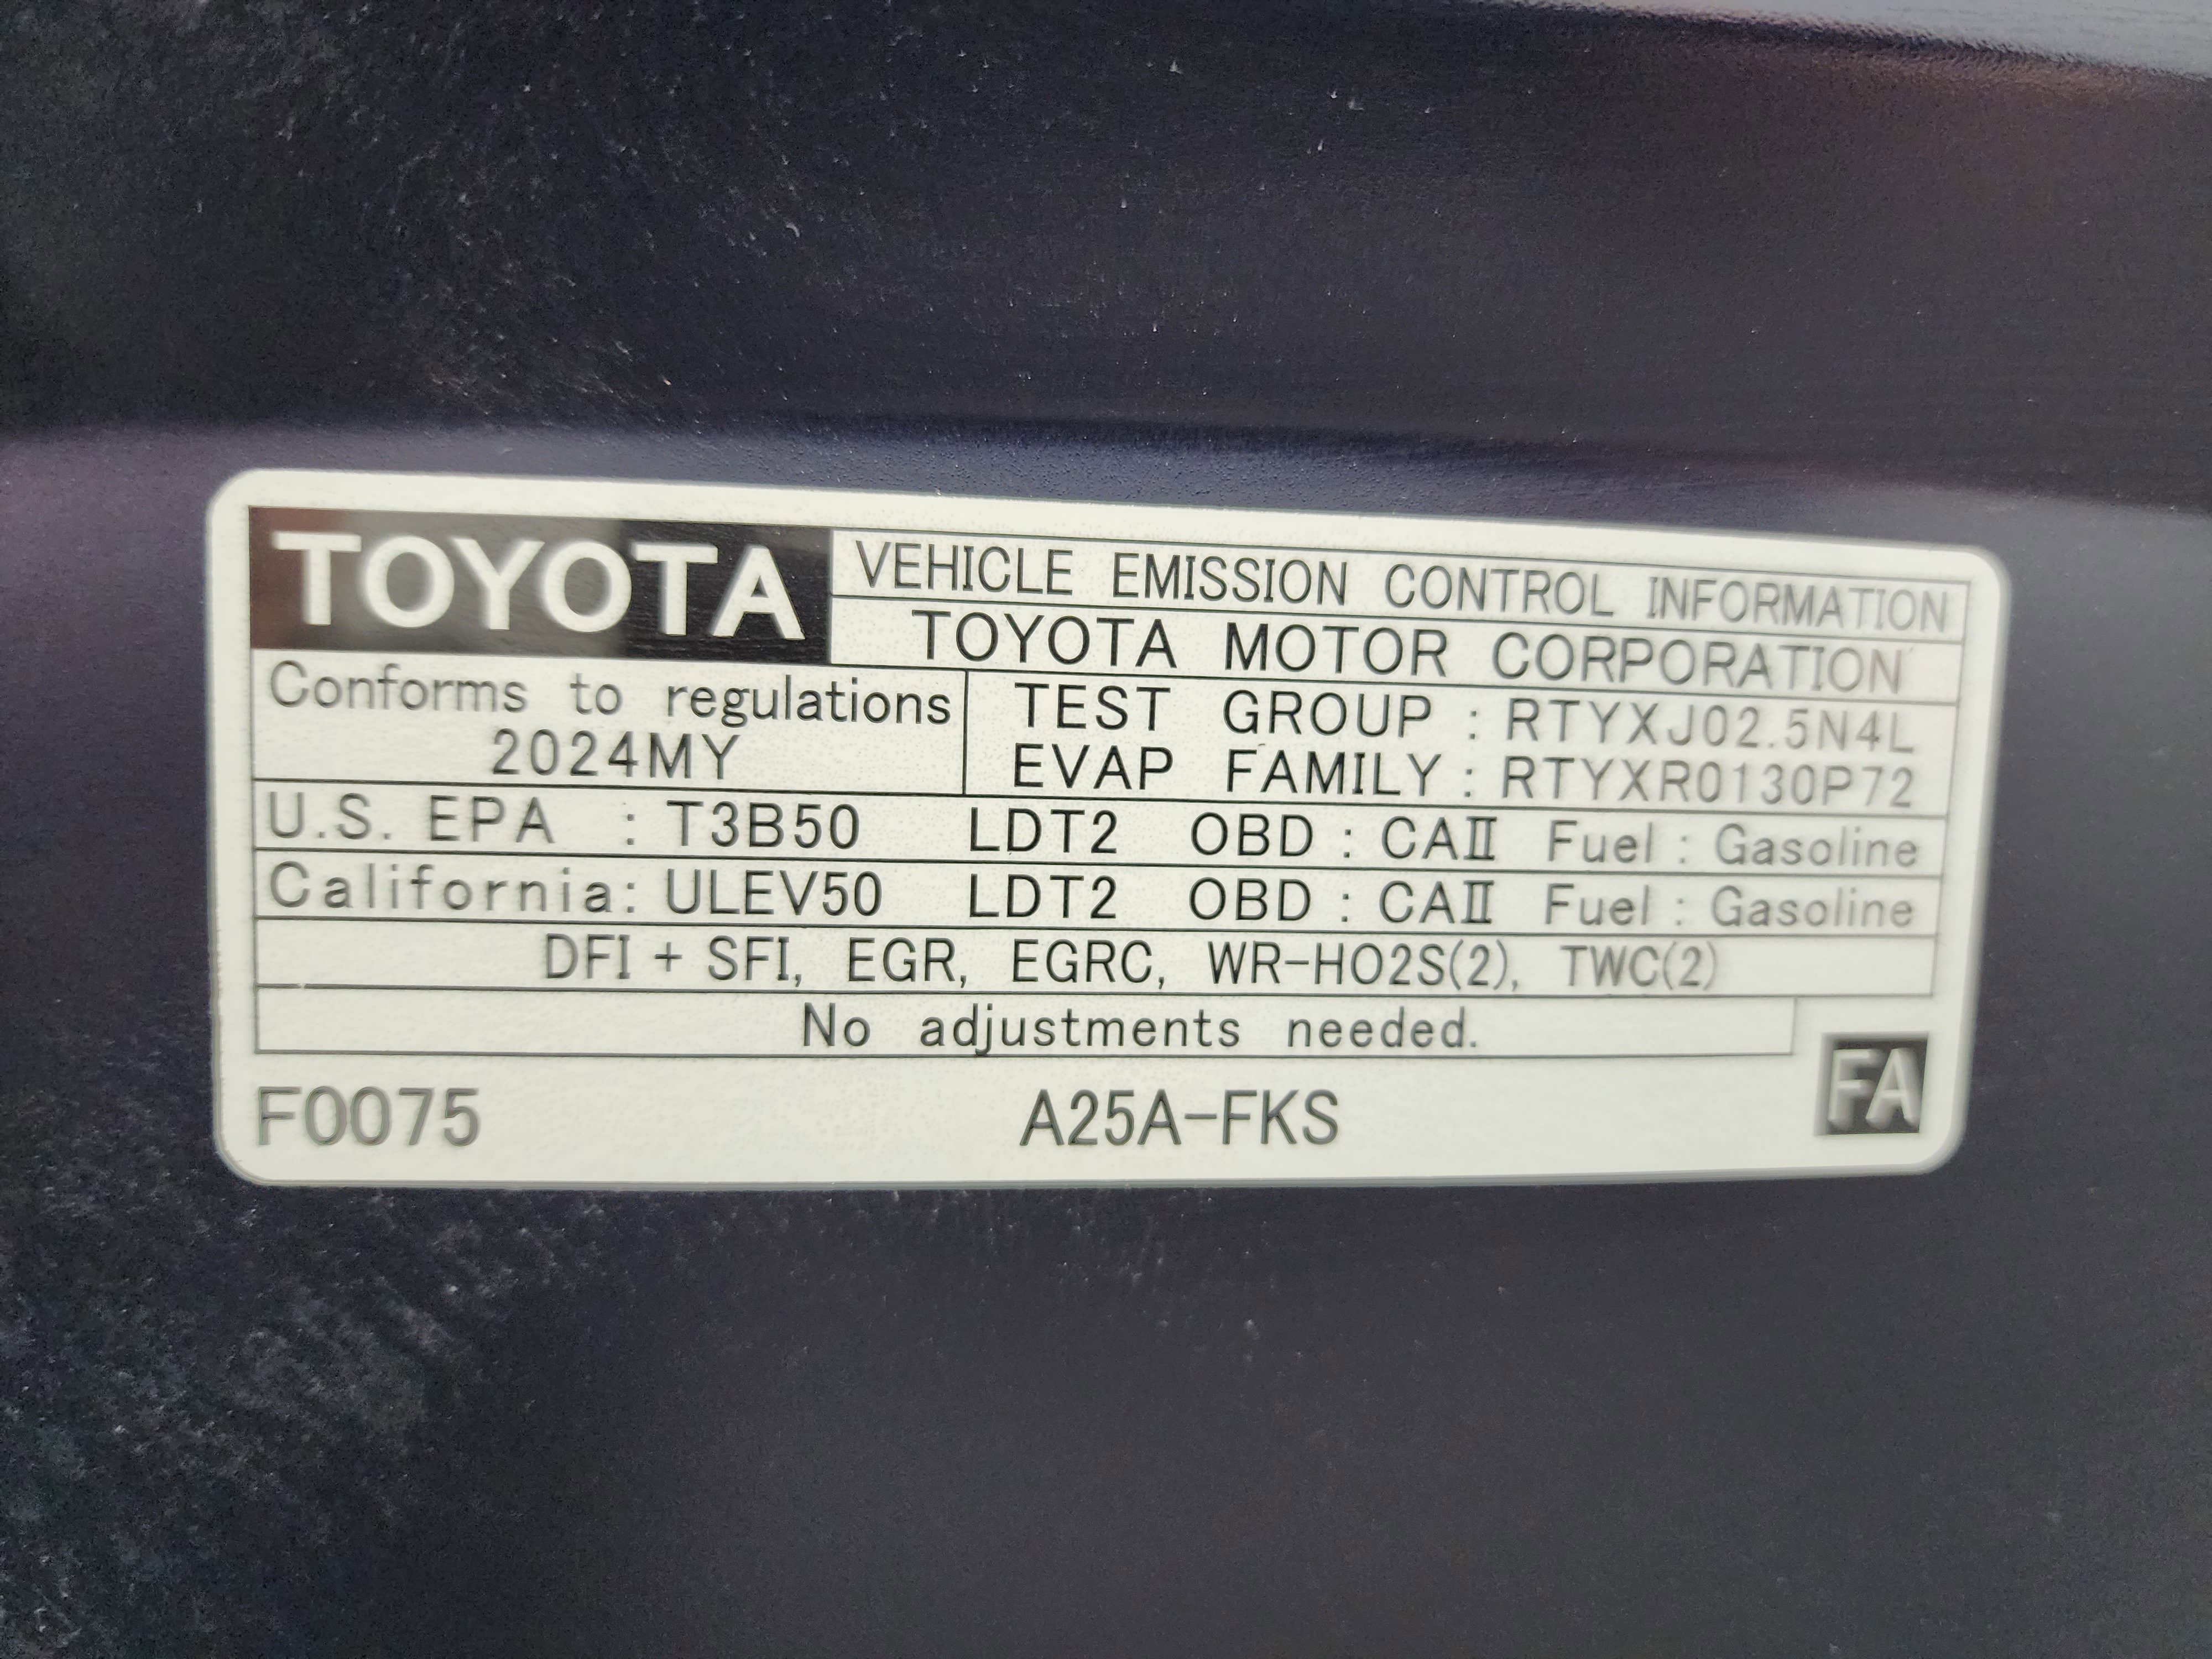 TOYOTA VEHICLE EMISSION CONTROL INFORMATION
TOYOTA MOTOR CORPORATION
Conforms to regulations
2024MY
TEST GROUP : RTYXJ02.5N4L
EVAP FAMILY : RTYXR0130P72
U.S. EPA : T3B50 LDT2 OBD : CAⅡ Fuel : Gasoline
California: ULEV50 LDT2 OBD : CAⅡ Fuel : Gasoline
DFI + SFI, EGR, EGRC, WR-HO2S(2), TWC(2)
No adjustments needed.
F0075 A25A-FKS FA